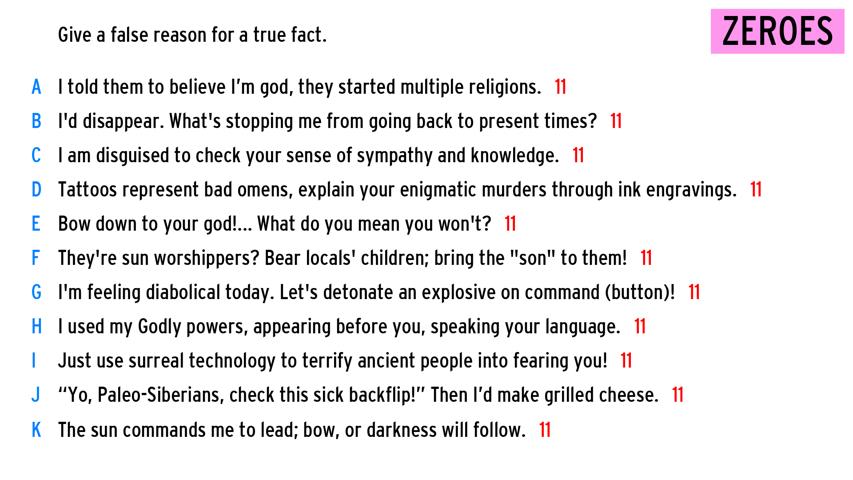 Give a false reason for a true fact.
ZEROES
A I told them to believe I'm god, they started multiple religions. 11
B I'd disappear. What's stopping me from going back to present times? 11
C I am disguised to check your sense of sympathy and knowledge. 11
D Tattoos represent bad omens, explain your enigmatic murders through ink engravings. 11
E Bow down to your god!... What do you mean you won't? 11
F They're sun worshippers? Bear locals' children; bring the "son" to them! 11
G I'm feeling diabolical today. Let's detonate an explosive on command (button)! 11
H I used my Godly powers, appearing before you, speaking your language. 11
I Just use surreal technology to terrify ancient people into fearing you! 11
J “Yo, Paleo-Siberians, check this sick backflip!” Then I’d make grilled cheese. 11
K The sun commands me to lead; bow, or darkness will follow. 11